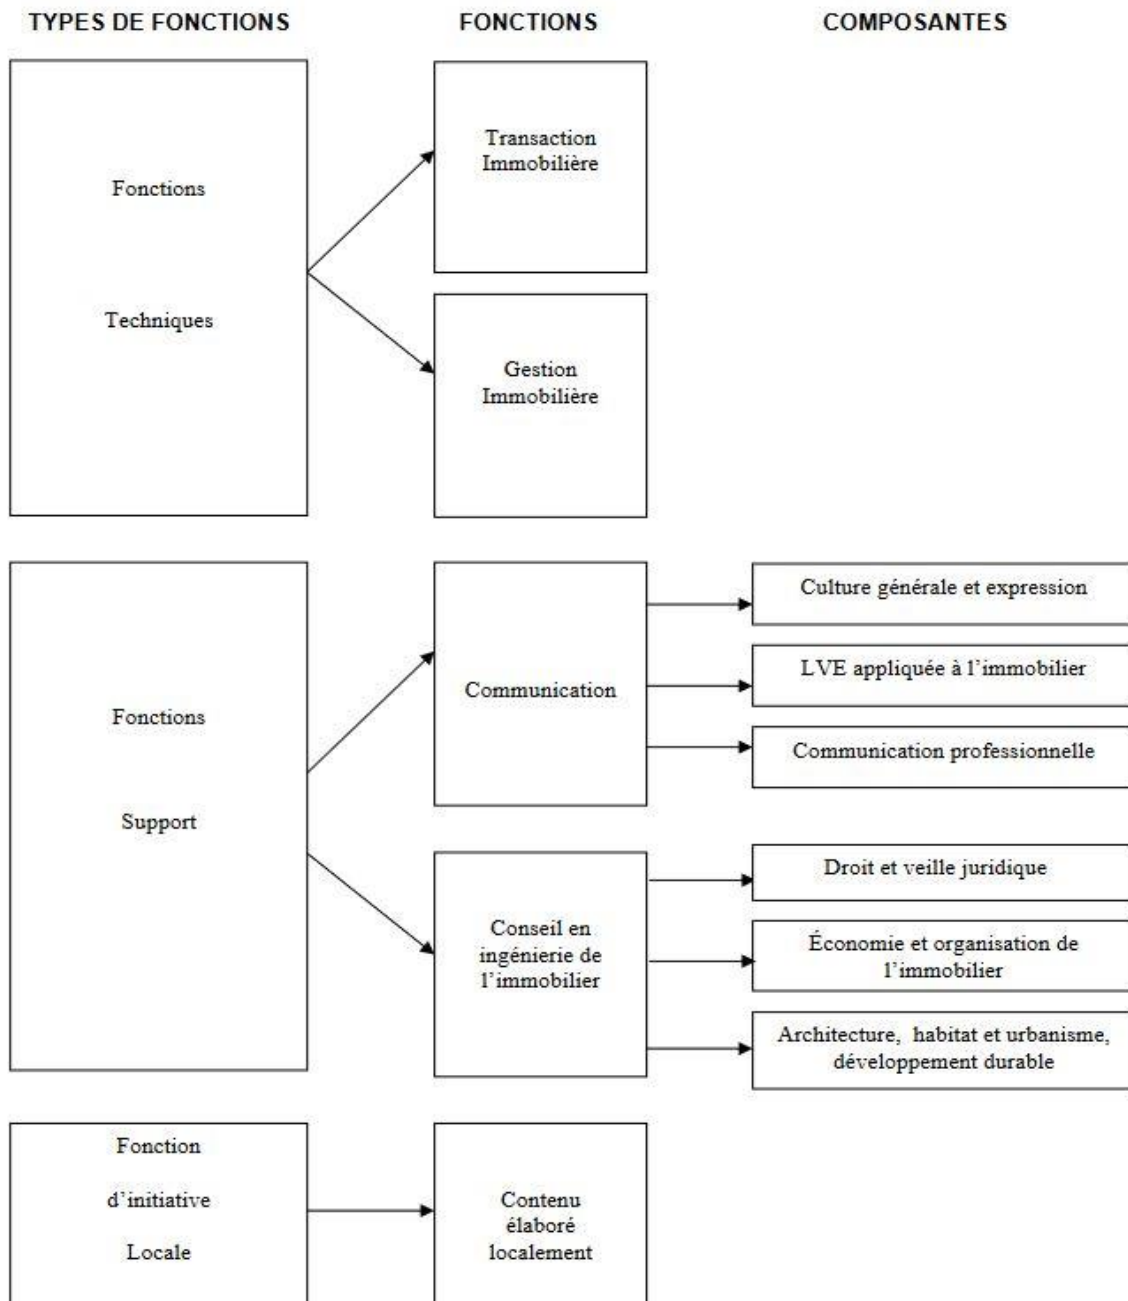 TYPES DE FONCTIONS
FONCTIONS
COMPOSANTES
Fonctions
Techniques
Transaction
Immobilière
Gestion
Immobilière
Fonctions
Support
Communication
Culture générale et expression
LVE appliquée à l'immobilier
Communication professionnelle
Conseil en
ingénierie de
l'immobilier
Droit et veille juridique
Économie et organisation de
l'immobilier
Architecture, habitat et urbanisme,
développement durable
Fonction
d'initiative
Locale
Contenu
élaboré
localement